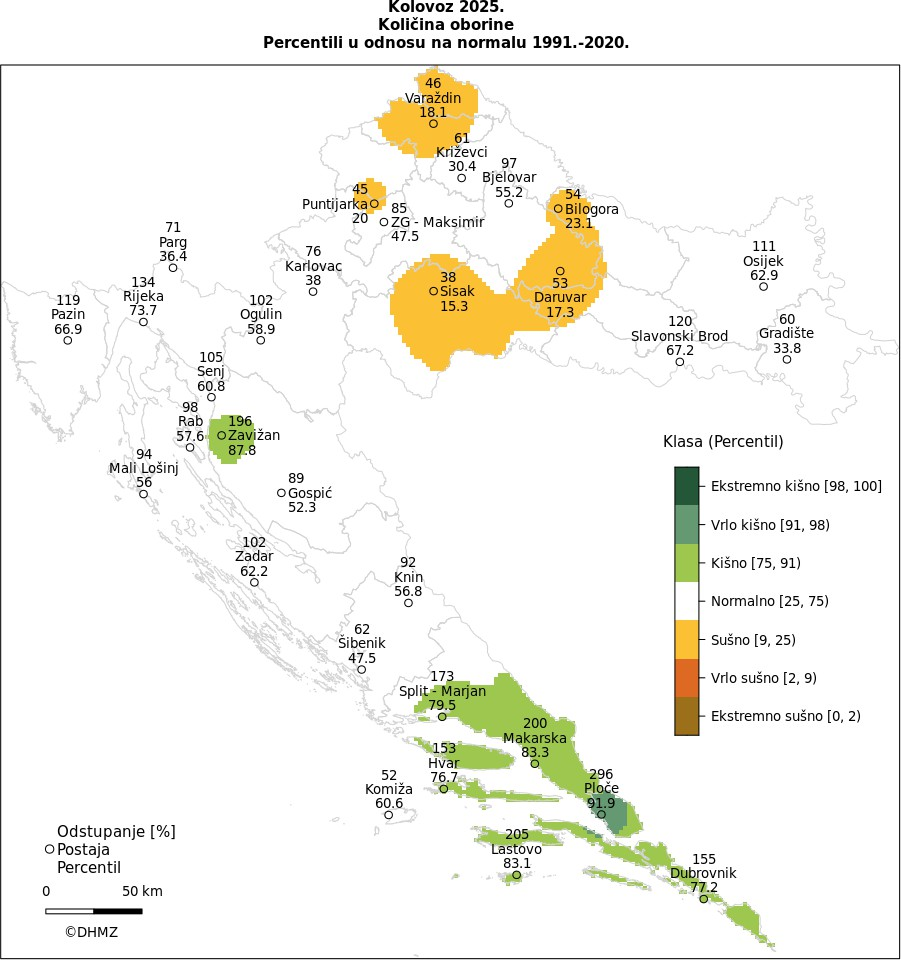 Kolovoz 2025.
Količina oborine
Percentili u odnosu na normalu 1991.-2020.
46
Varaždin
18.1
61
Križevci
30.4
97
Bjelovar
55.2
45
Puntijarka
20
85
ZG - Maksimir
47.5
54
Bilogora
23.1
71
Parg
36.4
76
Karlovac
38
111
Osijek
62.9
134
Rijeka
73.7
38
Sisak
15.3
53
Daruvar
17.3
119
Pazin
66.9
102
Ogulin
58.9
120
Slavonski Brod
67.2
60
Gradište
33.8
105
Senj
60.8
98
Rab
57.6
196
Zavižan
87.8
94
Mali Lošinj
56
89
Gospić
52.3
102
Zadar
62.2
92
Knin
56.8
62
Šibenik
47.5
173
Split - Marjan
79.5
200
Makarska
83.3
153
Hvar
76.7
52
Komiža
60.6
296
Ploče
91.9
205
Lastovo
83.1
155
Dubrovnik
77.2
Klasa (Percentil)
Ekstremno kišno [98, 100]
Vrlo kišno [91, 98)
Kišno [75, 91)
Normalno [25, 75)
Sušno [9, 25)
Vrlo sušno [2, 9)
Ekstremno sušno [0, 2)
Odstupanje [%]
Postaja
Percentil
0 50 km
©DHMZ